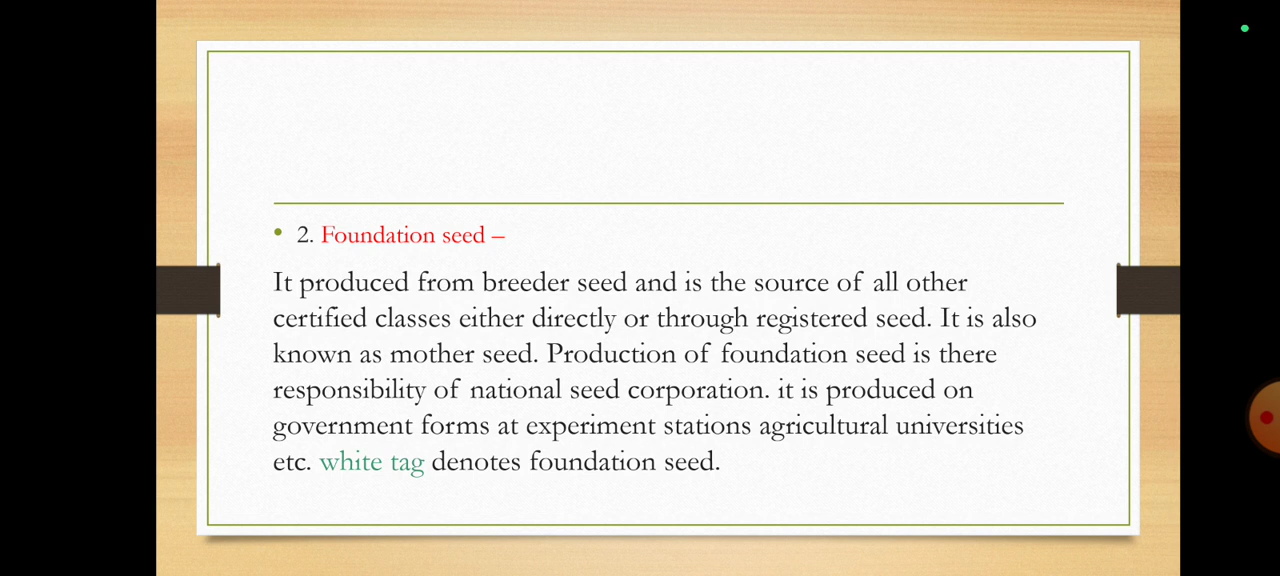 • 2. Foundation seed –
It produced from breeder seed and is the source of all other
certified classes either directly or through registered seed. It is also
known as mother seed. Production of foundation seed is there
responsibility of national seed corporation. it is produced on
government forms at experiment stations agricultural universities
etc. white tag denotes foundation seed.